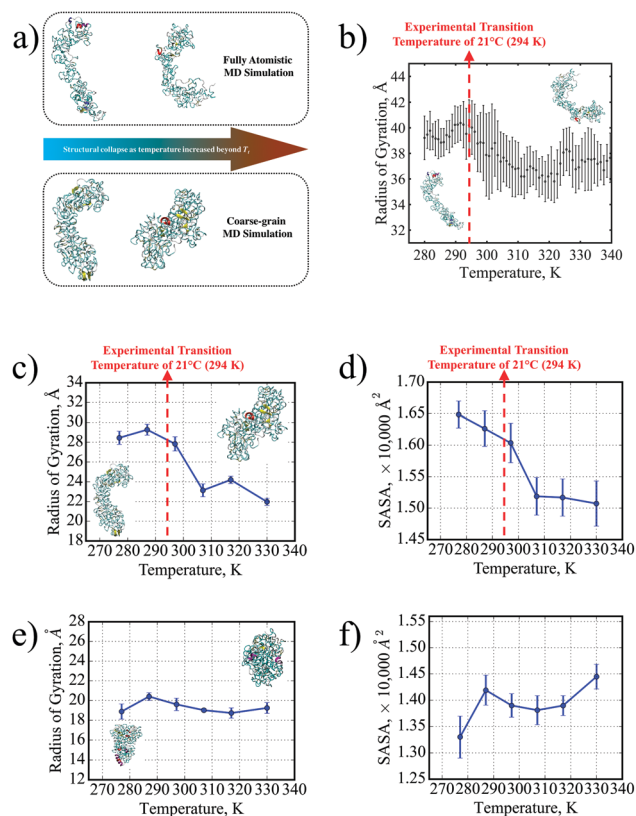 a)
Fully Atomistic
MD Simulation
Structural collapse as temperature increased beyond Tt
Coarse-grain
MD Simulation
Experimental Transition
Temperature of 21°C (294 K)
b)
Radius of Gyration, Å
44
42
40
38
36
34
32
280 290 300 310 320 330 340
Temperature, K
Experimental Transition
Temperature of 21°C (294 K)
c)
Radius of Gyration, Å
34
32
30
28
26
24
22
20
18
270 280 290 300 310 320 330 340
Temperature, K
Experimental Transition
Temperature of 21°C (294 K)
d)
SASA, × 10,000 Å²
1.70
1.65
1.60
1.55
1.50
1.45
270 280 290 300 310 320 330 340
Temperature, K
e)
Radius of Gyration, Å
28
26
24
22
20
18
16
14
12
270 280 290 300 310 320 330 340
Temperature, K
f)
SASA, × 10,000 Å²
1.55
1.50
1.45
1.40
1.35
1.30
1.25
270 280 290 300 310 320 330 340
Temperature, K